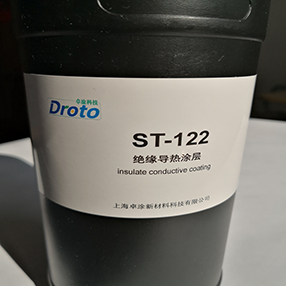 卓涂科技
Droto
ST-122
绝缘导热涂层
insulate conductive coating
上海卓涂新材料科技有限公司